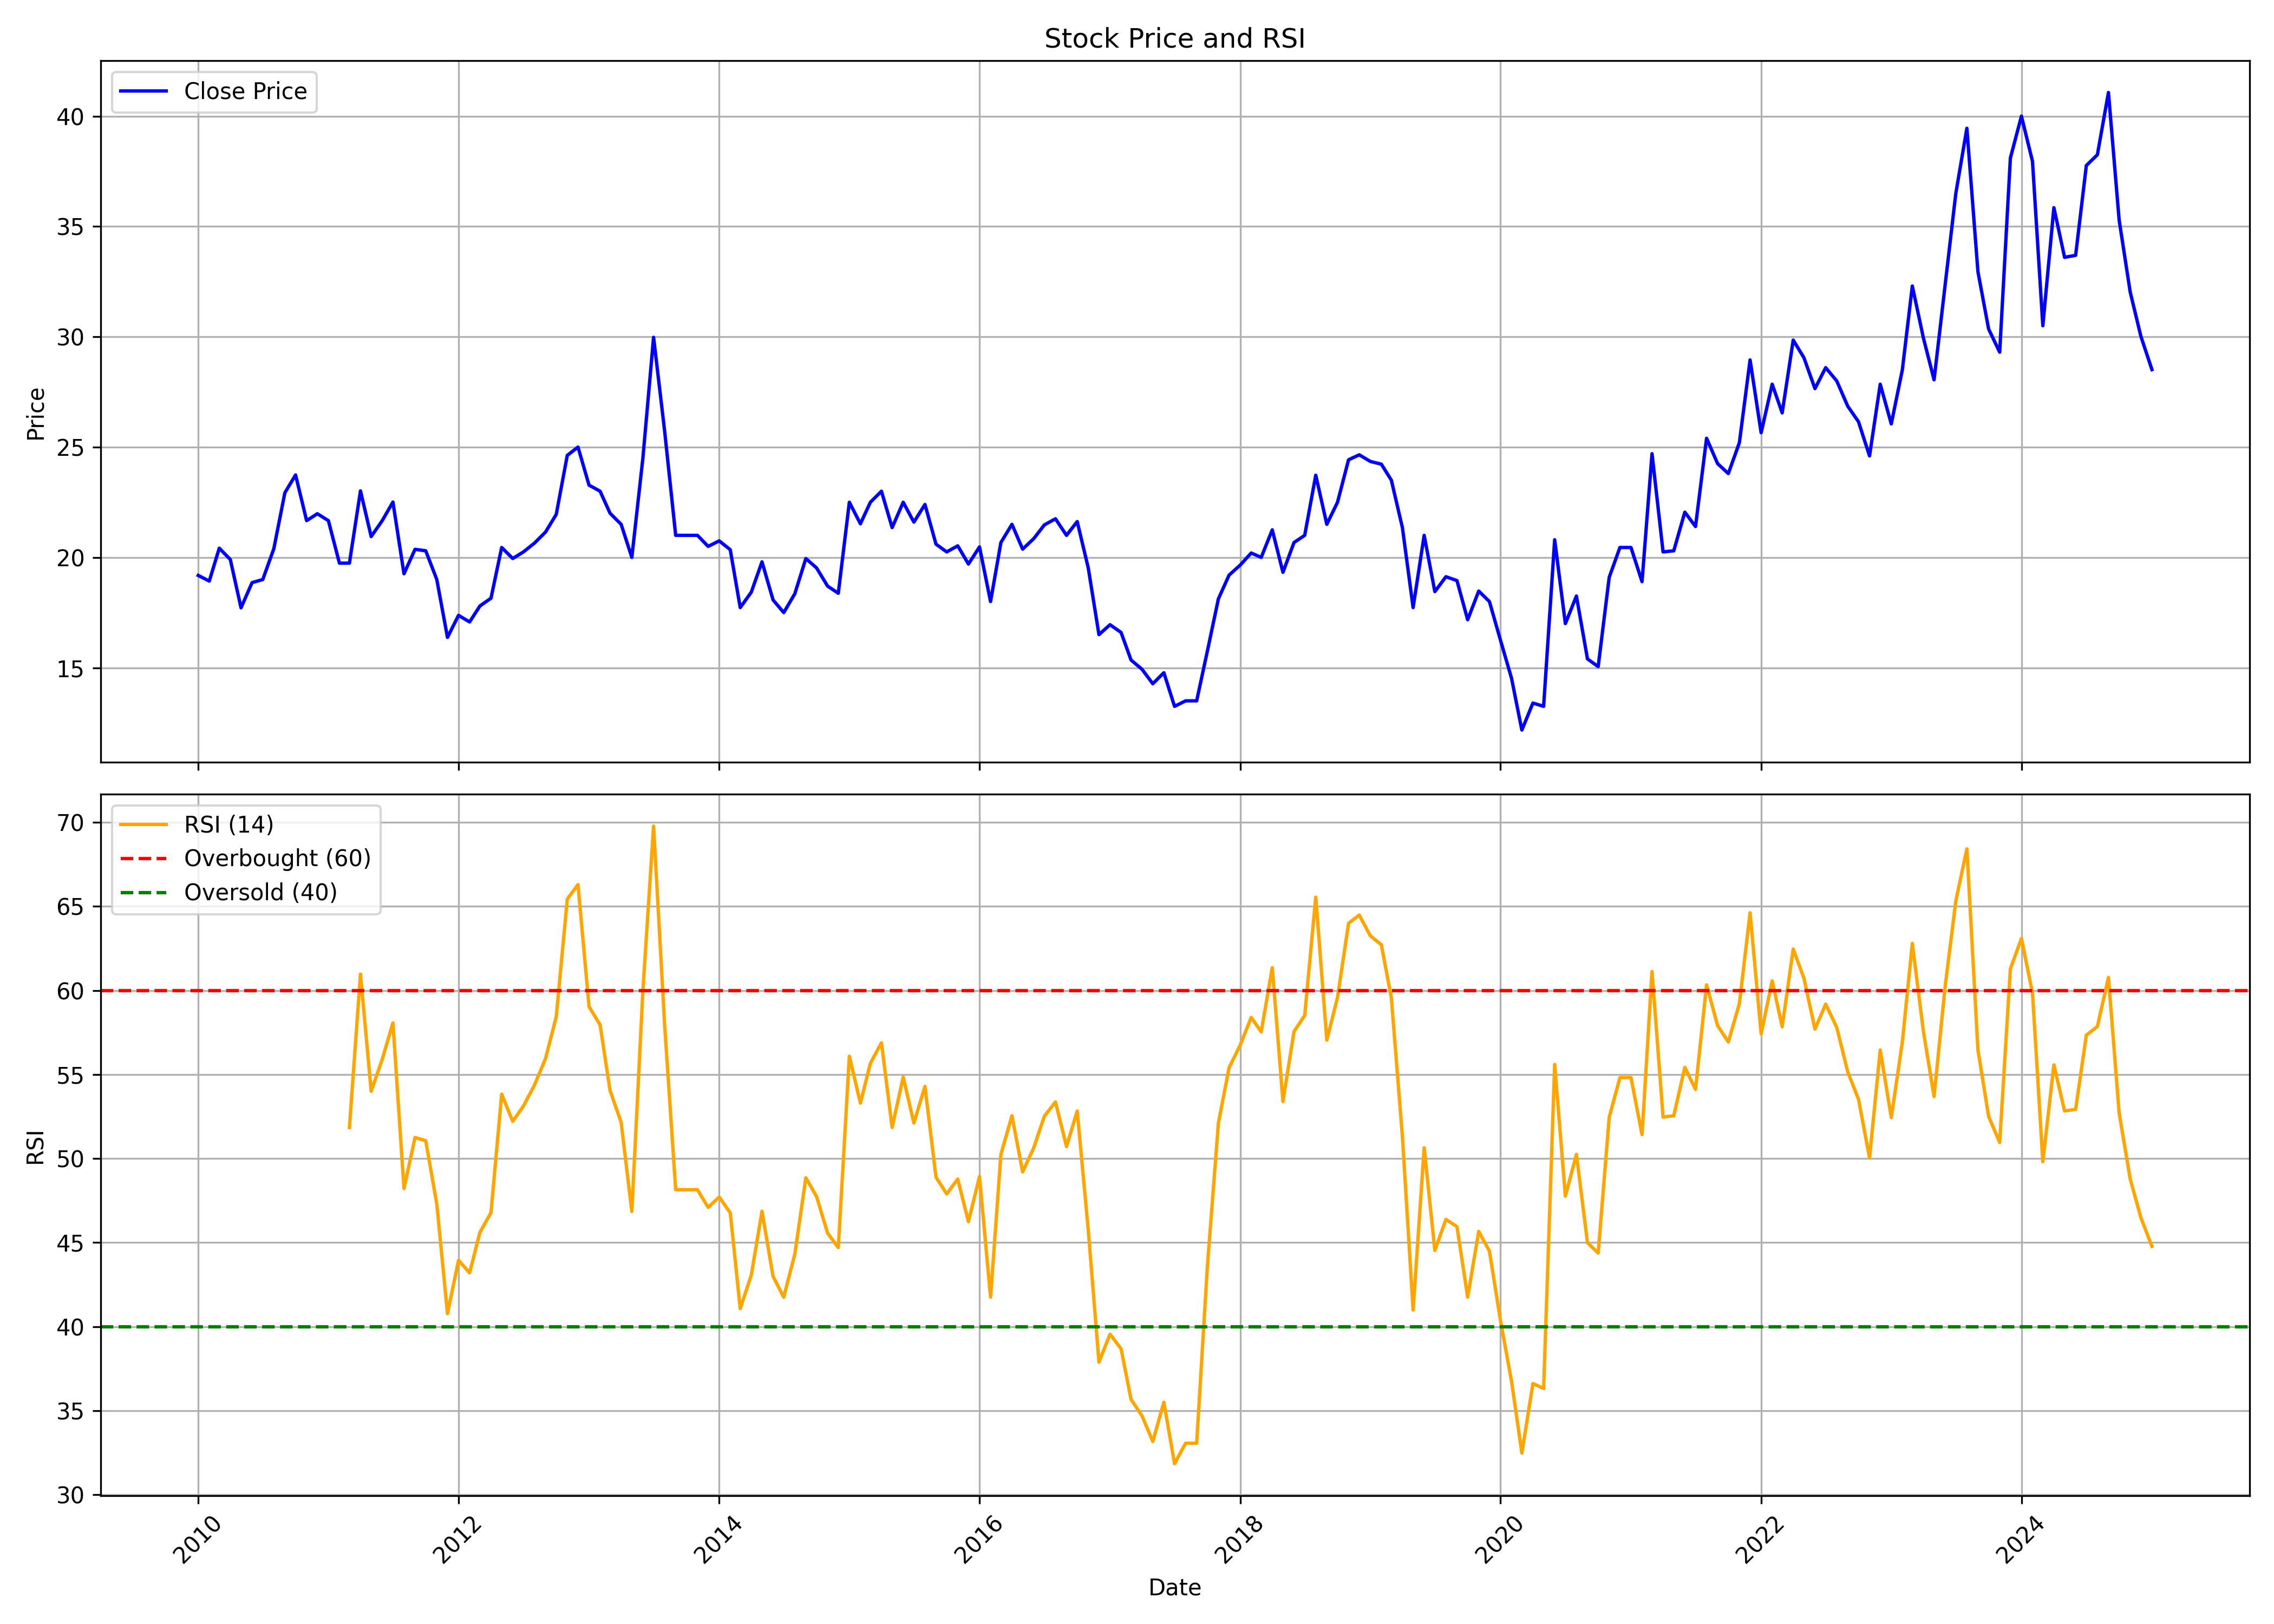 Stock Price and RSI
Close Price
40
35
30
25
20
15
Price
RSI (14)
Overbought (60)
Oversold (40)
70
65
60
55
50
45
40
35
30
RSI
2010
2012
2014
2016
2018
2020
2022
2024
Date